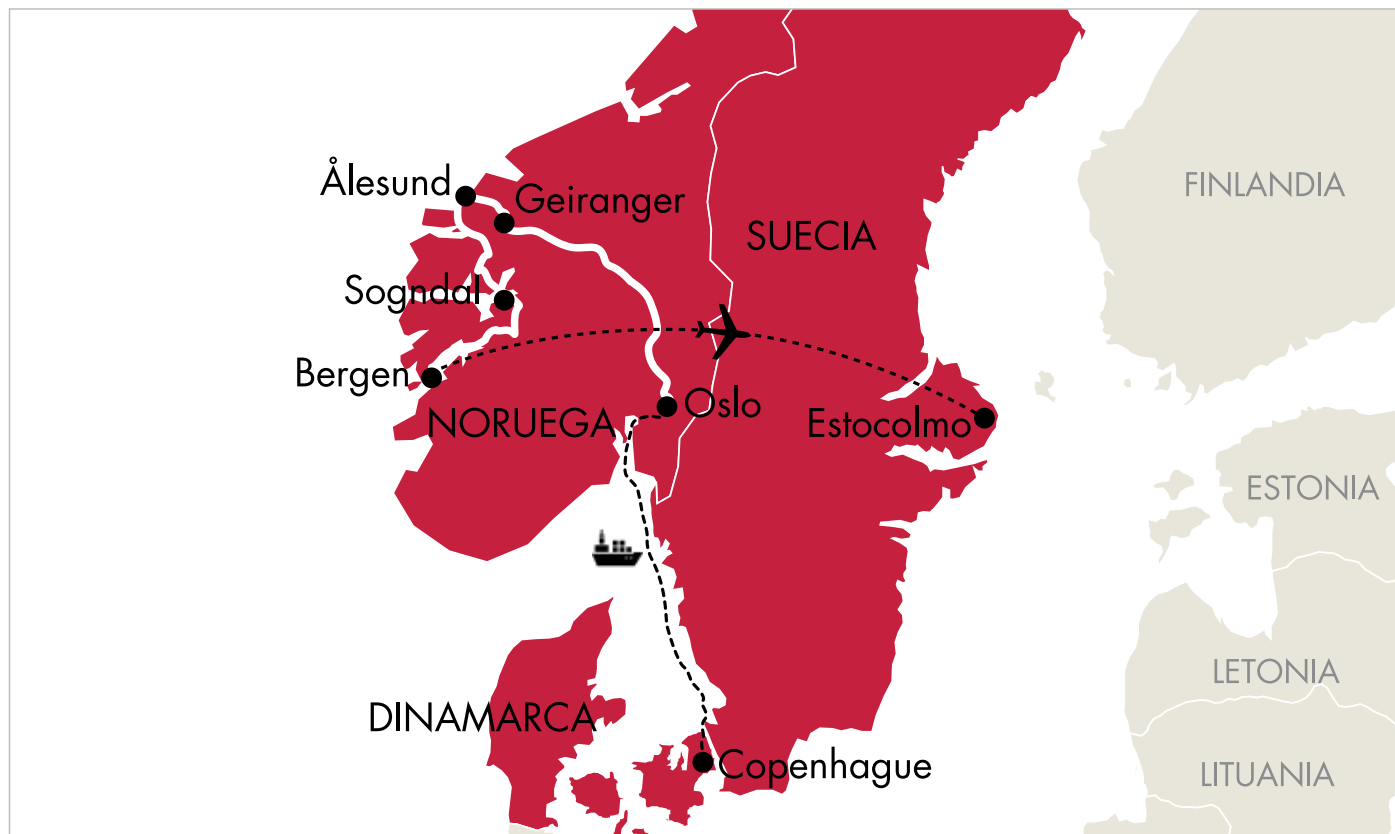 Ålesund
Geiranger
FINLANDIA
SUECIA
Sogndal
Bergen
Oslo
NORUEGA
Estocolmo
ESTONIA
LETONIA
DINAMARCA
Copenhague
LITUANIA